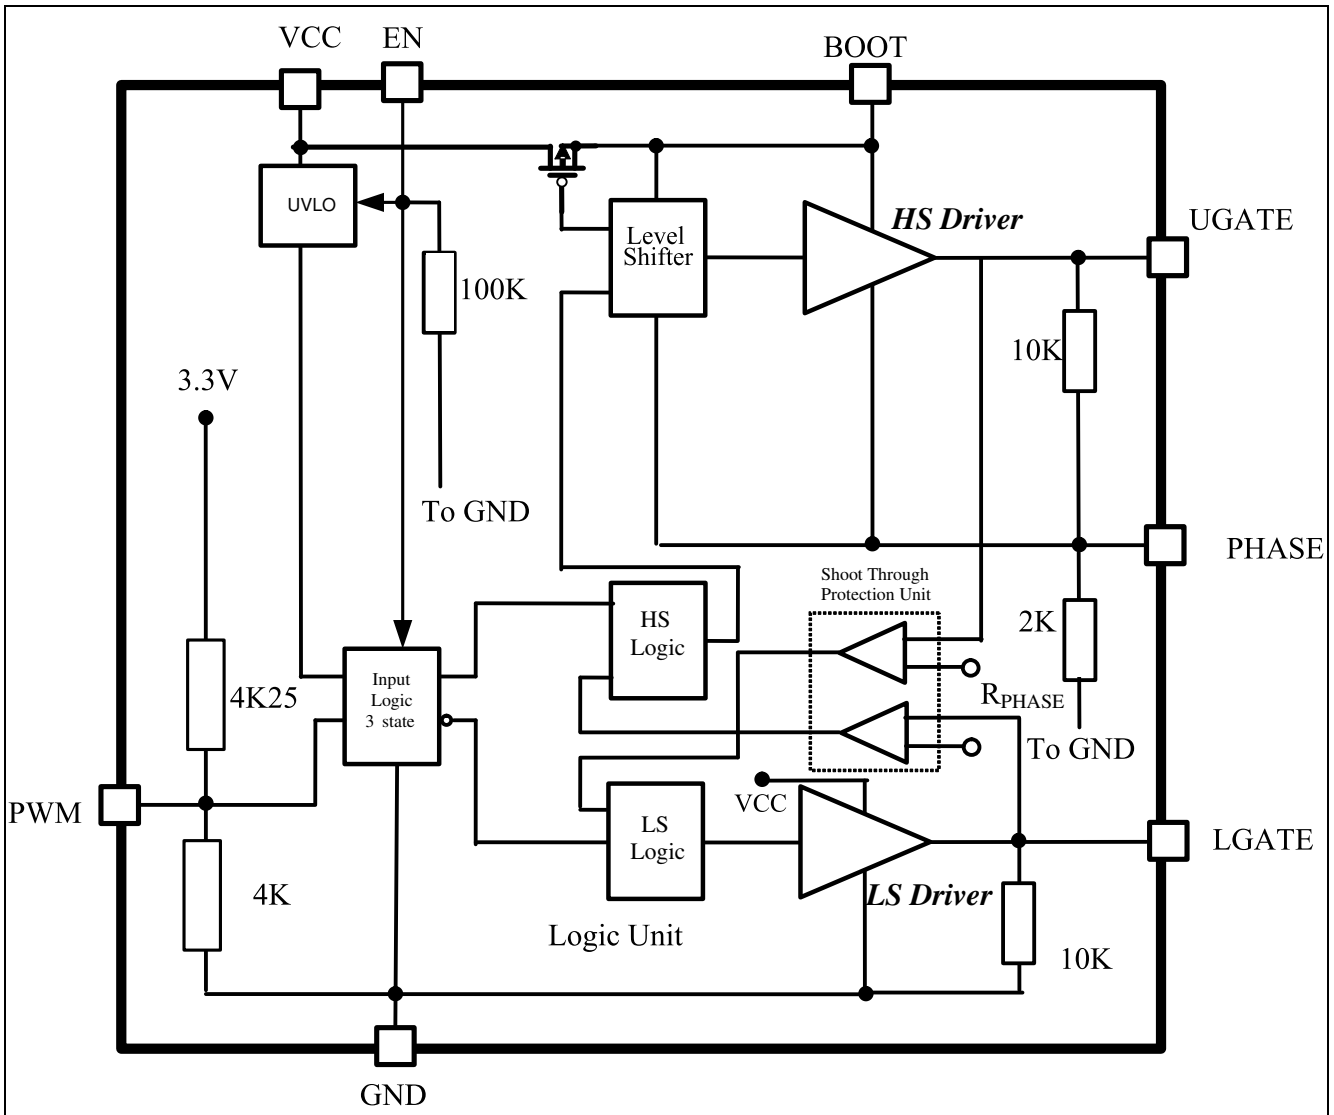 VCC
EN
BOOT
UVLO
Level
Shifter
HS Driver
UGATE
100K
10K
3.3V
To GND
PHASE
Shoot Through
Protection Unit
HS
Logic
2K
Input
Logic
3 state
4K25
RPHASE
To GND
PWM
VCC
LS
Logic
LGATE
4K
LS Driver
Logic Unit
10K
GND